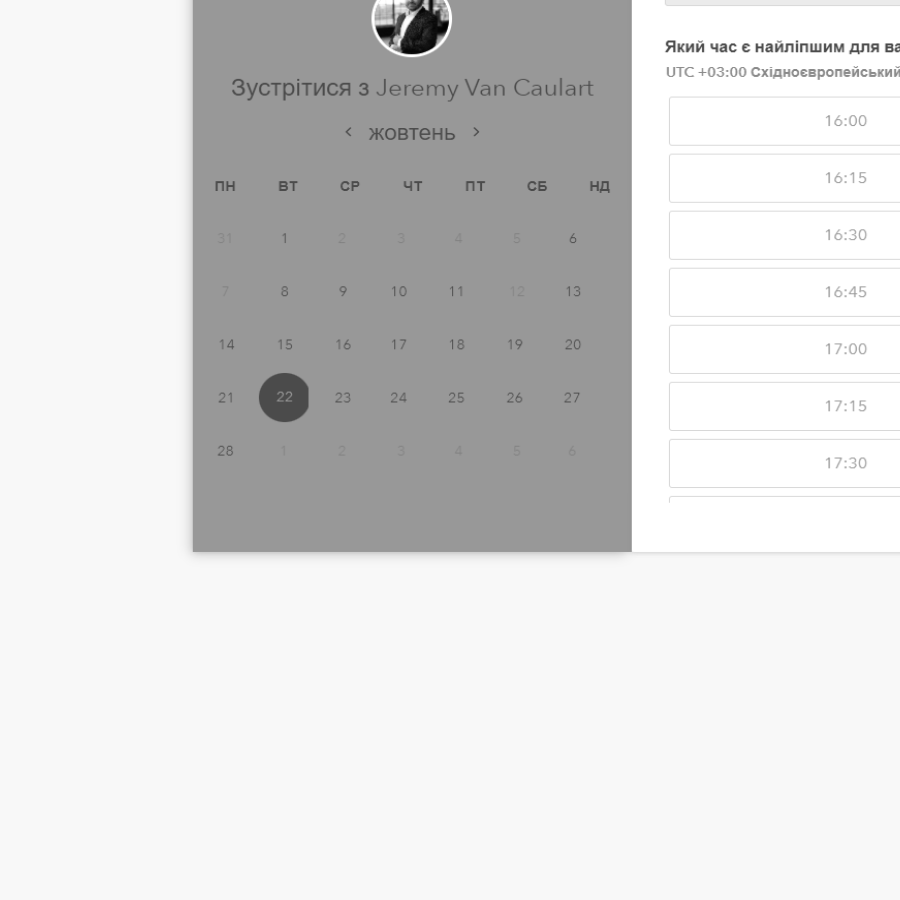 Зустрітися з Jeremy Van Caulart
жовтень
ПН ВТ СР ЧТ ПТ СБ НД
31 1 2 3 4 5 6
7 8 9 10 11 12 13
14 15 16 17 18 19 20
21 22 23 24 25 26 27
28 1 2 3 4 5 6
Який час є найліпшим для ва
UTC +03:00 Східноєвропейський
16:00
16:15
16:30
16:45
17:00
17:15
17:30